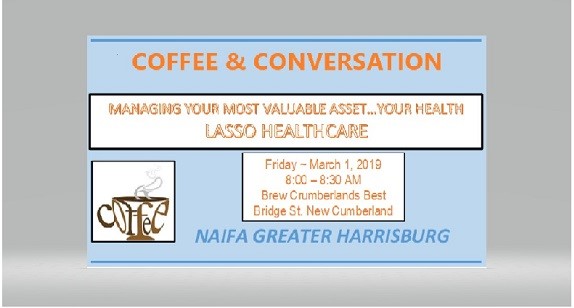 COFFEE & CONVERSATION
MANAGING YOUR MOST VALUABLE ASSET...YOUR HEALTH
LASSO HEALTHCARE
Friday ~ March 1, 2019
8:00 – 8:30 AM
Brew Crumberlands Best
Bridge St. New Cumberland
coffee
NAIFA GREATER HARRISBURG